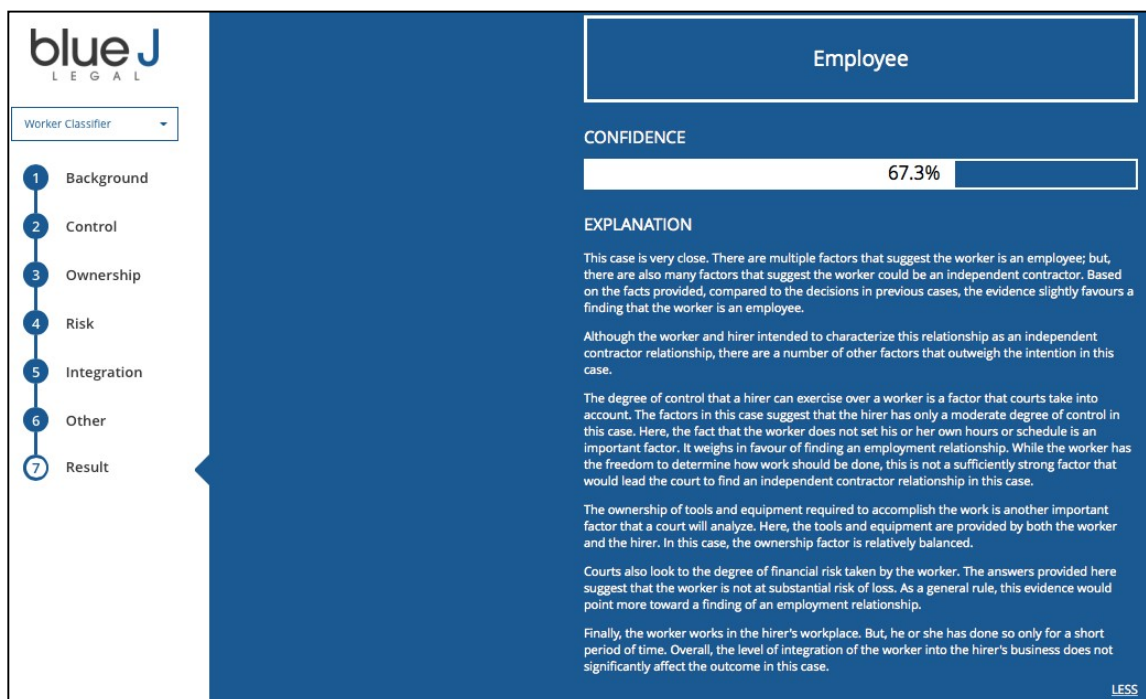 blue J
LEGAL
Worker Classifier
1 Background
2 Control
3 Ownership
4 Risk
5 Integration
6 Other
7 Result
Employee
CONFIDENCE
67.3%
EXPLANATION
This case is very close. There are multiple factors that suggest the worker is an employee; but,
there are also many factors that suggest the worker could be an independent contractor. Based
on the facts provided, compared to the decisions in previous cases, the evidence slightly favours a
finding that the worker is an employee.
Although the worker and hirer intended to characterize this relationship as an independent
contractor relationship, there are a number of other factors that outweigh the intention in this
case.
The degree of control that a hirer can exercise over a worker is a factor that courts take into
account. The factors in this case suggest that the hirer has only a moderate degree of control in
this case. Here, the fact that the worker does not set his or her own hours or schedule is an
important factor. It weighs in favour of finding an employment relationship. While the worker has
the freedom to determine how work should be done, this is not a sufficiently strong factor that
would lead the court to find an independent contractor relationship in this case.
The ownership of tools and equipment required to accomplish the work is another important
factor that a court will analyze. Here, the tools and equipment are provided by both the worker
and the hirer. In this case, the ownership factor is relatively balanced.
Courts also look to the degree of financial risk taken by the worker. The answers provided here
suggest that the worker is not at substantial risk of loss. As a general rule, this evidence would
point more toward a finding of an employment relationship.
Finally, the worker works in the hirer's workplace. But, he or she has done so only for a short
period of time. Overall, the level of integration of the worker into the hirer's business does not
significantly affect the outcome in this case.
LESS